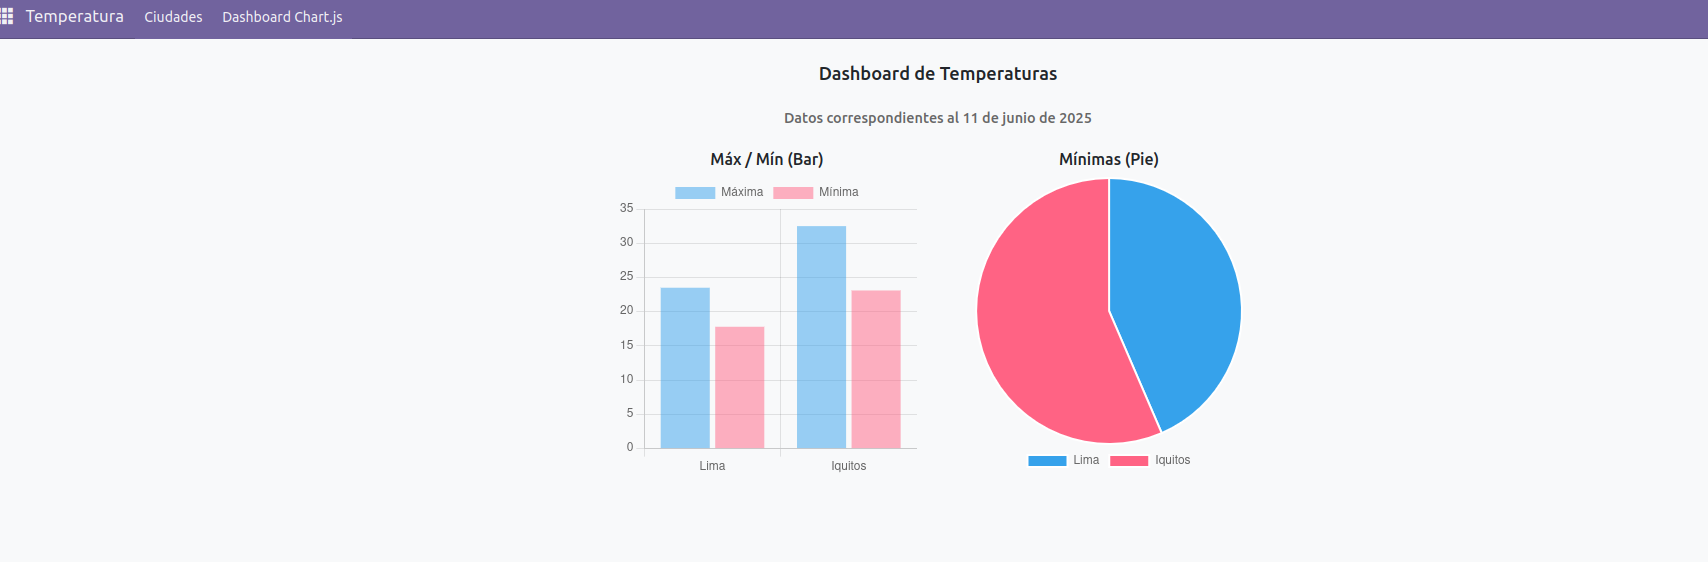 Temperatura Ciudades Dashboard Chart.js
Dashboard de Temperaturas
Datos correspondientes al 11 de junio de 2025
Máx / Mín (Bar)
Máxima Mínima
35
30
25
20
15
10
5
0
Lima Iquitos
Mínimas (Pie)
Lima Iquitos